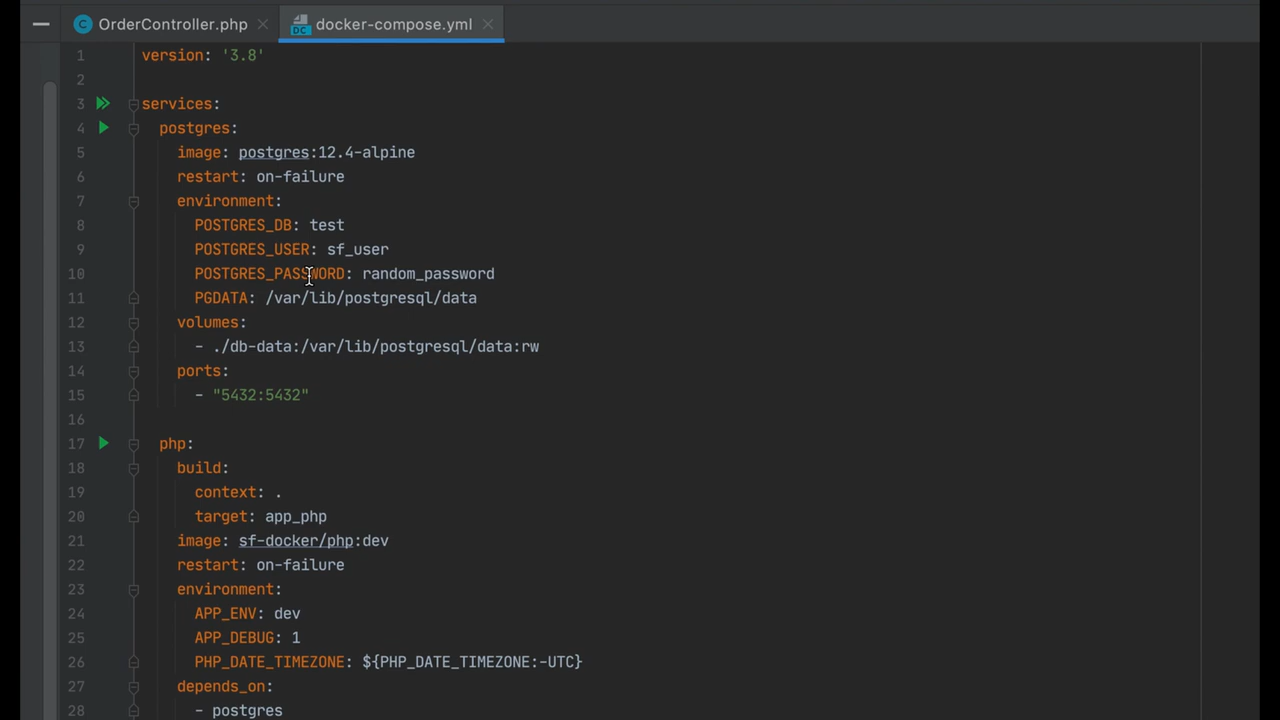 OrderController.php docker-compose.yml
1 version: '3.8'
2
3 services:
4 postgres:
5 image: postgres:12.4-alpine
6 restart: on-failure
7 environment:
8 POSTGRES_DB: test
9 POSTGRES_USER: sf_user
10 POSTGRES_PASSWORD: random_password
11 PGDATA: /var/lib/postgresql/data
12 volumes:
13 - ./db-data:/var/lib/postgresql/data:rw
14 ports:
15 - "5432:5432"
16
17 php:
18 build:
19 context: .
20 target: app_php
21 image: sf-docker/php:dev
22 restart: on-failure
23 environment:
24 APP_ENV: dev
25 APP_DEBUG: 1
26 PHP_DATE_TIMEZONE: ${PHP_DATE_TIMEZONE:-UTC}
27 depends_on:
28 - postgres